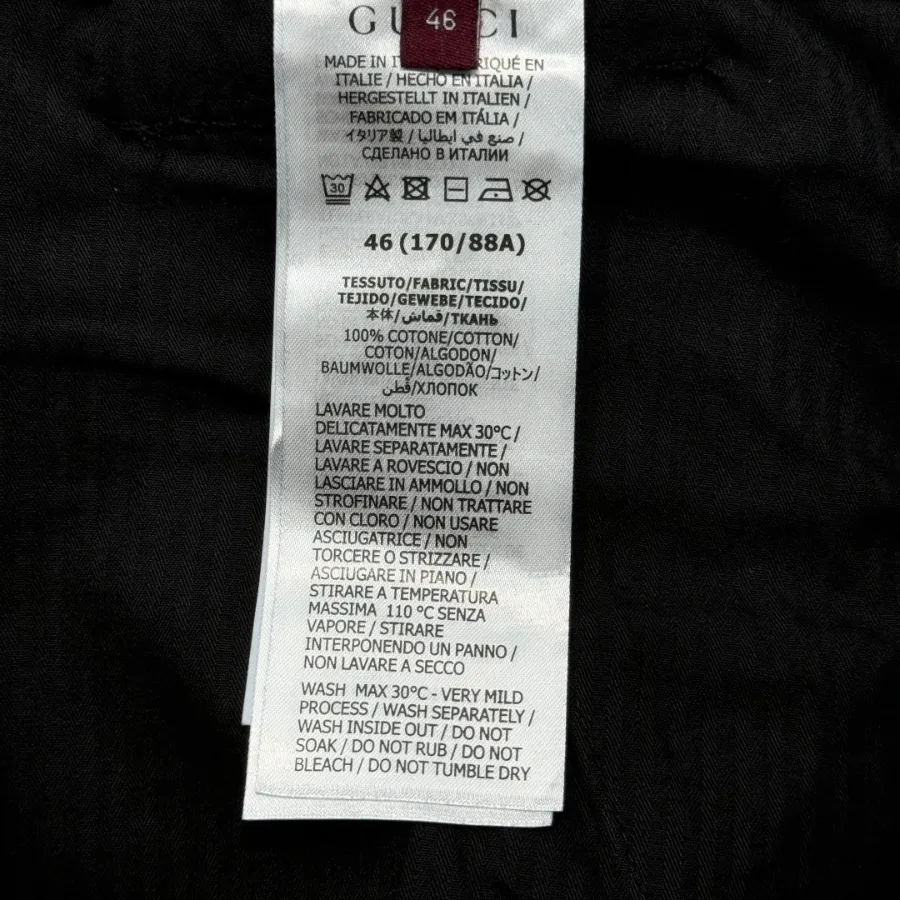 46
GU CI
MADE IN IT RIQUÉ EN
ITALIE / HECHO EN ITALIA /
HERGESTELLT IN ITALIEN /
FABRICADO EM ITÁLIA /
イタリア製 / صنع في ايطاليا /
СДЕЛАНО В ИТАЛИИ
30
46 (170/88A)
TESSUTO/FABRIC/TISSU/
TEJIDO/GEWEBE/TECIDO/
本体/قماش/ТКАНЬ
100% COTONE/COTTON/
COTON/ALGODON/
BAUMWOLLE/ALGODÃO/コットン/
قُطن/ХЛОПОК
LAVARE MOLTO
DELICATAMENTE MAX 30°C /
LAVARE SEPARATAMENTE /
LAVARE A ROVESCIO / NON
LASCIARE IN AMMOLLO / NON
STROFINARE / NON TRATTARE
CON CLORO / NON USARE
ASCIUGATRICE / NON
TORCERE O STRIZZARE /
ASCIUGARE IN PIANO /
STIRARE A TEMPERATURA
MASSIMA 110 °C SENZA
VAPORE / STIRARE
INTERPONENDO UN PANNO /
NON LAVARE A SECCO
WASH MAX 30°C - VERY MILD
PROCESS / WASH SEPARATELY /
WASH INSIDE OUT / DO NOT
SOAK / DO NOT RUB / DO NOT
BLEACH / DO NOT TUMBLE DRY